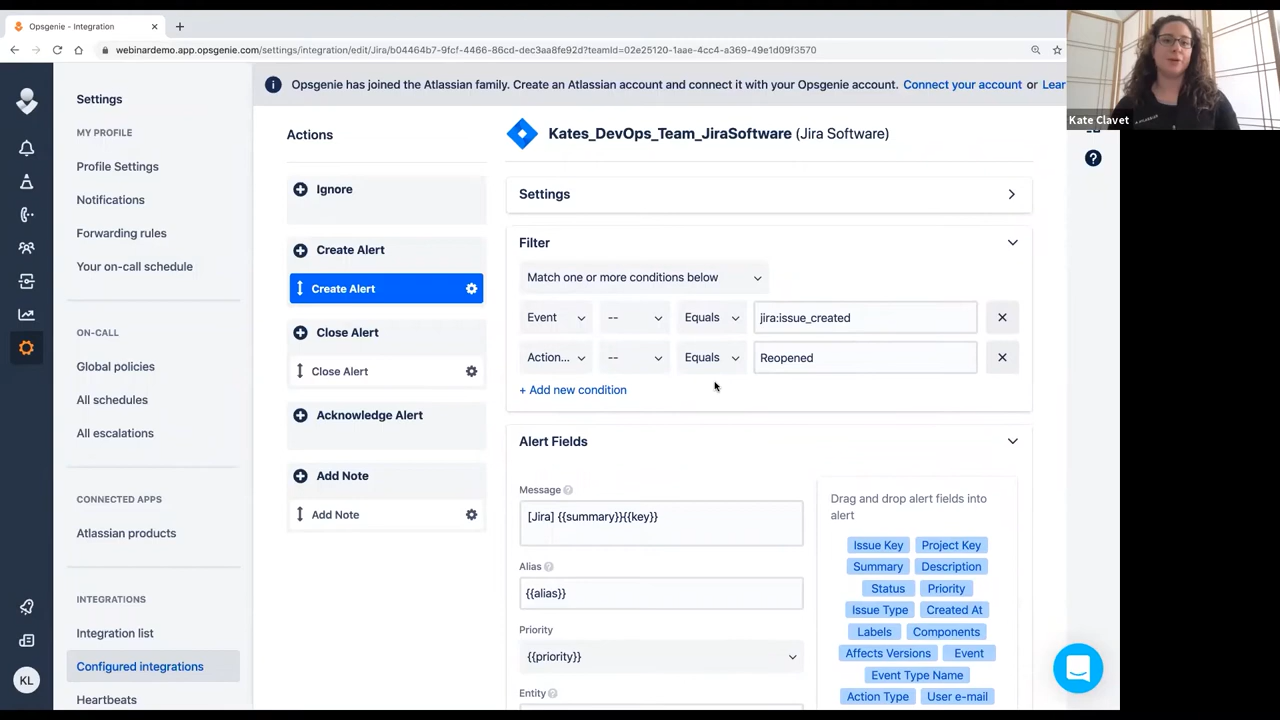 Opsgenie - Integration
webinardemo.app.opsgenie.com/settings/integration/edit/Jira/b04464b7-9fcf-4466-86cd-dec3aa8fe92d?teamId=02e25120-1aae-4cc4-a369-49e1d09f3570
Kate Clavet
Opsgenie has joined the Atlassian family. Create an Atlassian account and connect it with your Opsgenie account. Connect your account or Lear
Settings
MY PROFILE
Profile Settings
Notifications
Forwarding rules
Your on-call schedule
ON-CALL
Global policies
All schedules
All escalations
CONNECTED APPS
Atlassian products
INTEGRATIONS
Integration list
Configured integrations
Heartbeats
KL
Actions
Ignore
Create Alert
Create Alert
Close Alert
Close Alert
Acknowledge Alert
Add Note
Add Note
Kates_DevOps_Team_JiraSoftware (Jira Software)
Settings
Filter
Match one or more conditions below
Event -- Equals jira:issue_created
Action... -- Equals Reopened
+ Add new condition
Alert Fields
Message
[Jira] {{summary}}{{key}}
Alias
{{alias}}
Priority
{{priority}}
Entity
Drag and drop alert fields into
alert
Issue Key Project Key
Summary Description
Status Priority
Issue Type Created At
Labels Components
Affects Versions Event
Event Type Name
Action Type User e-mail